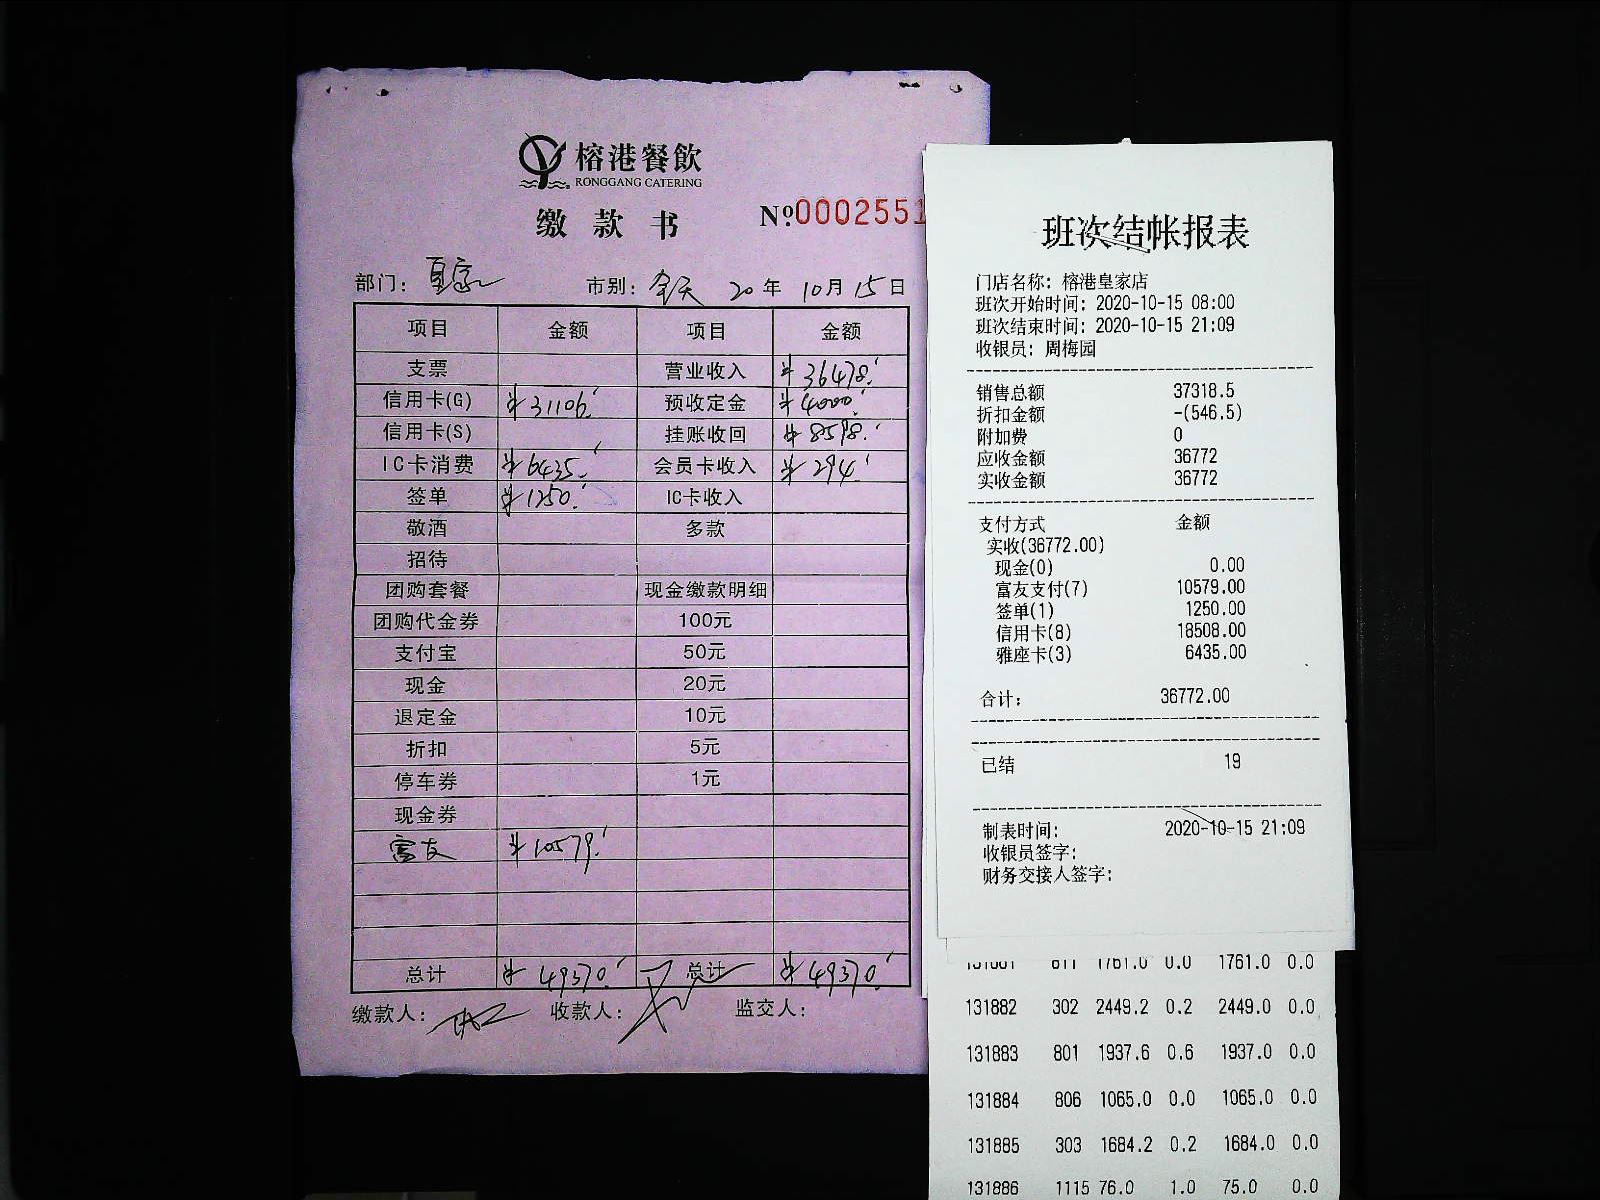 榕港餐飲
RONGGANG CATERING
缴款书
Nº.0002551
部门: 皇家 市别: 全天 20年 10月 15日
项目 金额 项目 金额
支票 营业收入 ¥36478.
信用卡(G) ¥31106. 预收定金 ¥4000.
信用卡(S) 挂账收回 ¥8598.
IC卡消费 ¥6435. 会员卡收入 ¥294.
签单 ¥1250. IC卡收入
敬酒 多款
招待
团购套餐 现金缴款明细
团购代金券 100元
支付宝 50元
现金 20元
退定金 10元
折扣 5元
停车券 1元
现金券
富友 ¥10579.
总计 ¥49370. 总计 ¥49370.
缴款人: 收款人: 监交人:
班次结帐报表
门店名称: 榕港皇家店
班次开始时间: 2020-10-15 08:00
班次结束时间: 2020-10-15 21:09
收银员: 周梅园
销售总额 37318.5
折扣金额 -(546.5)
附加费 0
应收金额 36772
实收金额 36772
支付方式 金额
实收(36772.00)
现金(0) 0.00
富友支付(7) 10579.00
签单(1) 1250.00
信用卡(8) 18508.00
雅座卡(3) 6435.00
合计: 36772.00
已结 19
制表时间: 2020-10-15 21:09
收银员签字:
财务交接人签字:
611 1761.0 0.0 1761.0 0.0
131882 302 2449.2 0.2 2449.0 0.0
131883 801 1937.6 0.6 1937.0 0.0
131884 806 1065.0 0.0 1065.0 0.0
131885 303 1684.2 0.2 1684.0 0.0
131886 1115 76.0 1.0 75.0 0.0